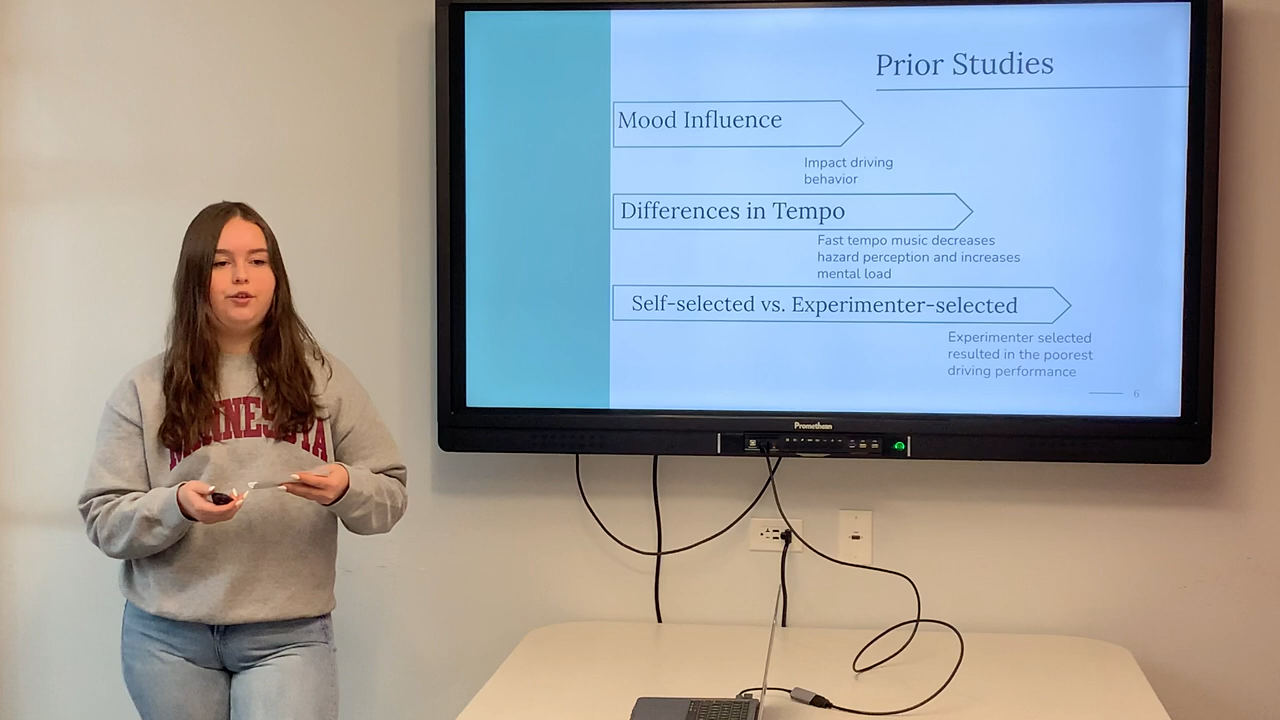 Prior Studies
Mood Influence
Impact driving
behavior
Differences in Tempo
Fast tempo music decreases
hazard perception and increases
mental load
Self-selected vs. Experimenter-selected
Experimenter selected
resulted in the poorest
driving performance
6
Promethean
MINNESOTA